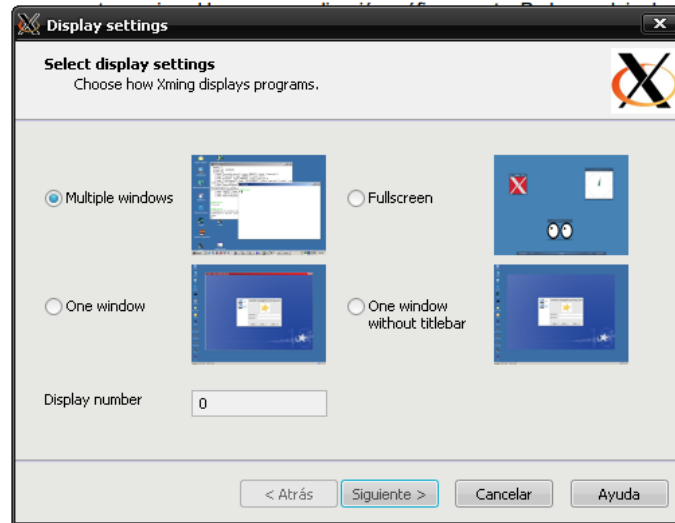 Display settings
Select display settings
Choose how Xming displays programs.
Multiple windows
Fullscreen
One window
One window
without titlebar
Display number
0
< Atrás
Siguiente >
Cancelar
Ayuda